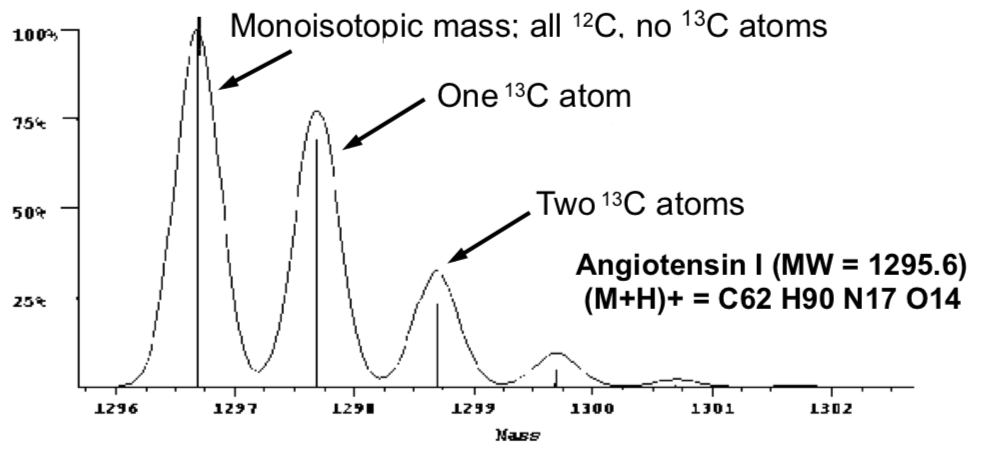 Monoisotopic mass; all ¹²C, no ¹³C atoms
100%
One ¹³C atom
75%
Two ¹³C atoms
50%
Angiotensin I (MW = 1295.6)
(M+H)+ = C62 H90 N17 O14
25%
1296 1297 1298 1299 1300 1301 1302
Mass